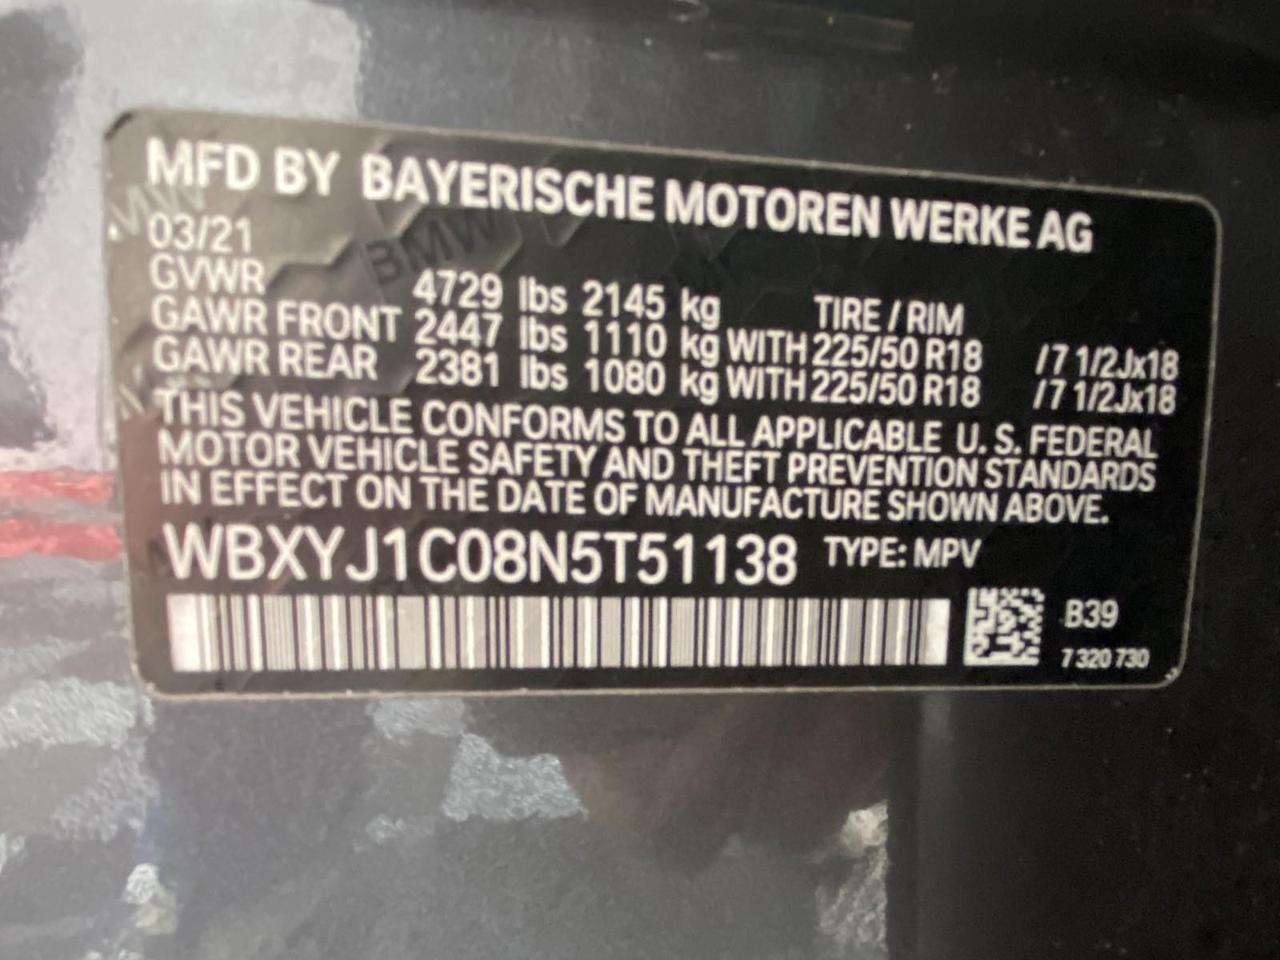 MFD BY BAYERISCHE MOTOREN WERKE AG
03/21
GVWR 4729 lbs 2145 kg TIRE / RIM
GAWR FRONT 2447 lbs 1110 kg WITH 225/50 R18 /7 1/2Jx18
GAWR REAR 2381 lbs 1080 kg WITH 225/50 R18 /7 1/2Jx18
THIS VEHICLE CONFORMS TO ALL APPLICABLE U. S. FEDERAL
MOTOR VEHICLE SAFETY AND THEFT PREVENTION STANDARDS
IN EFFECT ON THE DATE OF MANUFACTURE SHOWN ABOVE.
WBXYJ1C08N5T51138 TYPE: MPV
B39
7 320 730
BMW